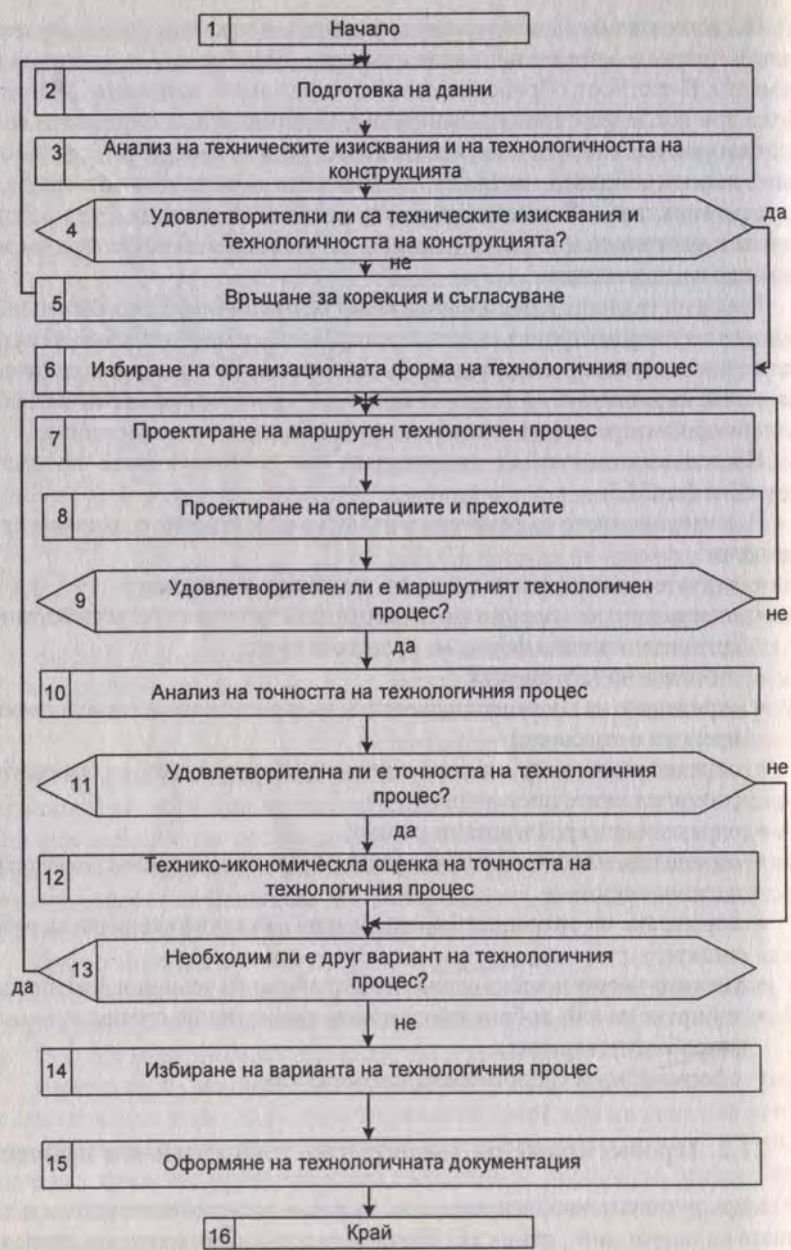 1 Начало
2 Подготовка на данни
3 Анализ на техническите изисквания и на технологичността на
конструкцията
4 Удовлетворителни ли са техническите изисквания и
технологичността на конструкцията?
да
не
5 Връщане за корекция и съгласуване
6 Избиране на организационната форма на технологичния процес
7 Проектиране на маршрутен технологичен процес
8 Проектиране на операциите и преходите
9 Удовлетворителен ли е маршрутният технологичен
процес?
не
да
10 Анализ на точността на технологичния процес
11 Удовлетворителна ли е точността на технологичния
процес?
не
да
12 Технико-икономическла оценка на точността на
технологичния процес
13 Необходим ли е друг вариант на технологичния
процес?
да
не
14 Избиране на варианта на технологичния процес
15 Оформяне на технологичната документация
16 Край